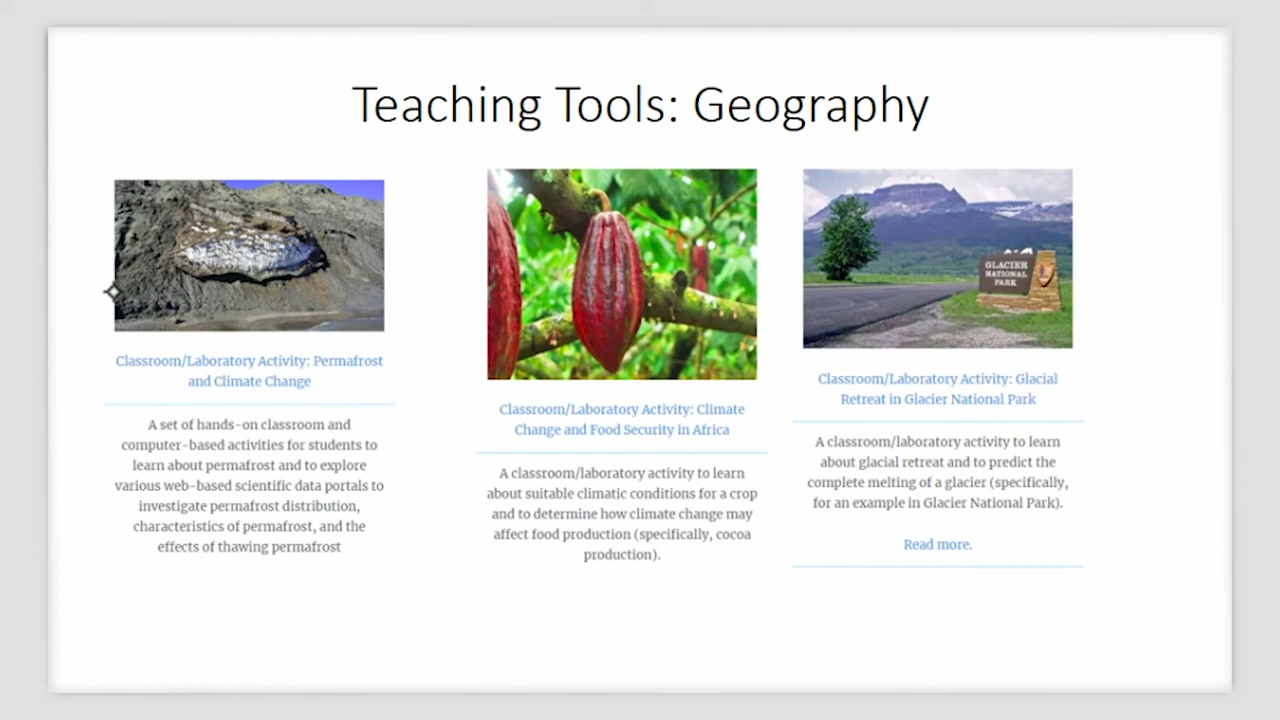 Teaching Tools: Geography
Classroom/Laboratory Activity: Permafrost
and Climate Change
A set of hands-on classroom and
computer-based activities for students to
learn about permafrost and to explore
various web-based scientific data portals to
investigate permafrost distribution,
characteristics of permafrost, and the
effects of thawing permafrost
Classroom/Laboratory Activity: Climate
Change and Food Security in Africa
A classroom/laboratory activity to learn
about suitable climatic conditions for a crop
and to determine how climate change may
affect food production (specifically, cocoa
production).
GLACIER
NATIONAL
PARK
Classroom/Laboratory Activity: Glacial
Retreat in Glacier National Park
A classroom/laboratory activity to learn
about glacial retreat and to predict the
complete melting of a glacier (specifically,
for an example in Glacier National Park).
Read more.